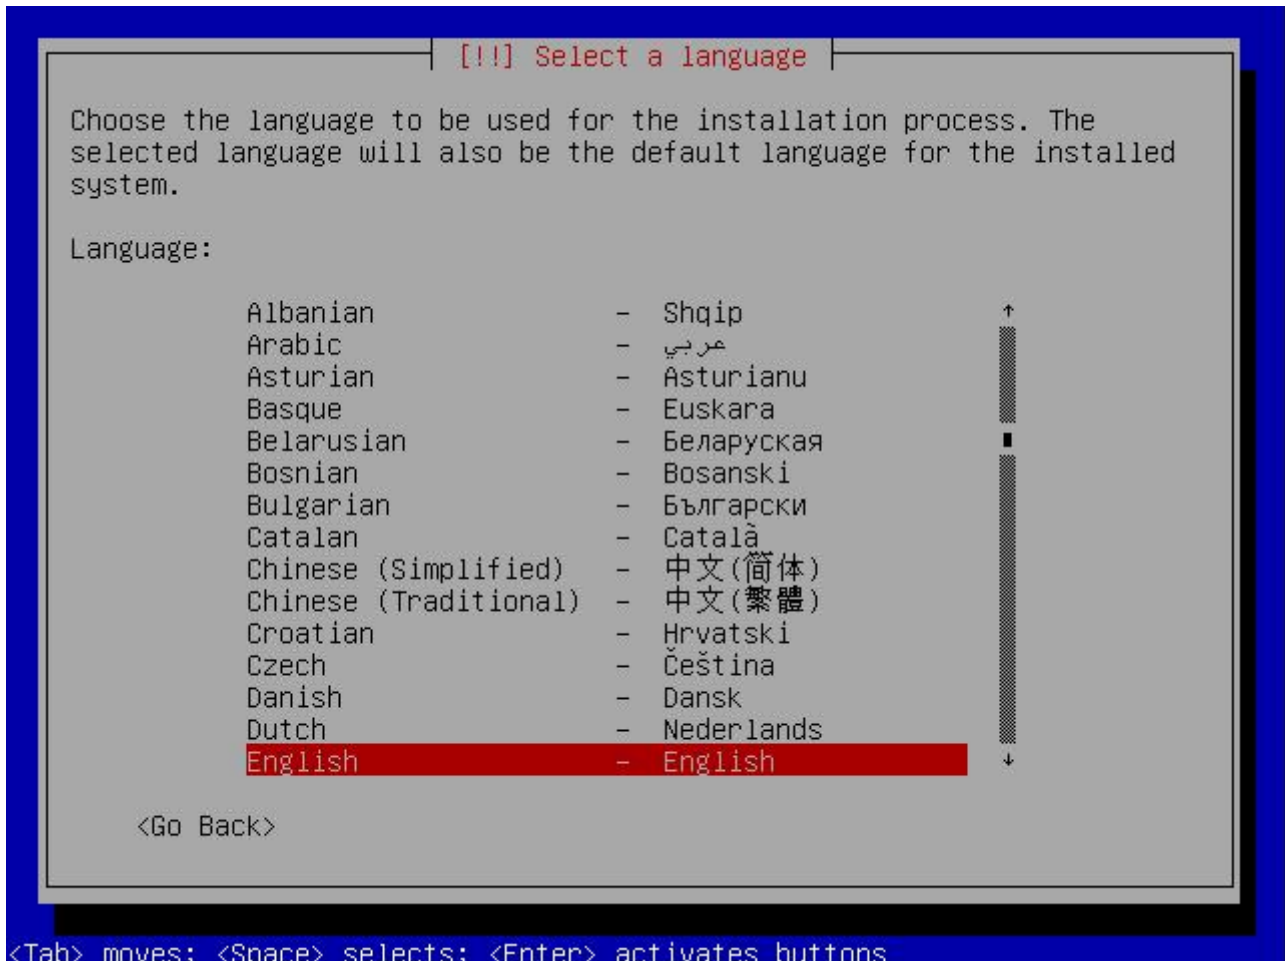 [!!] Select a language
Choose the language to be used for the installation process. The
selected language will also be the default language for the installed
system.
Language:
Albanian - Shqip
Arabic - عربي
Asturian - Asturianu
Basque - Euskara
Belarusian - Беларуская
Bosnian - Bosanski
Bulgarian - Български
Catalan - Català
Chinese (Simplified) - 中文(简体)
Chinese (Traditional) - 中文(繁體)
Croatian - Hrvatski
Czech - Čeština
Danish - Dansk
Dutch - Nederlands
English - English
<Go Back>
<Tab> moves; <Space> selects; <Enter> activates buttons